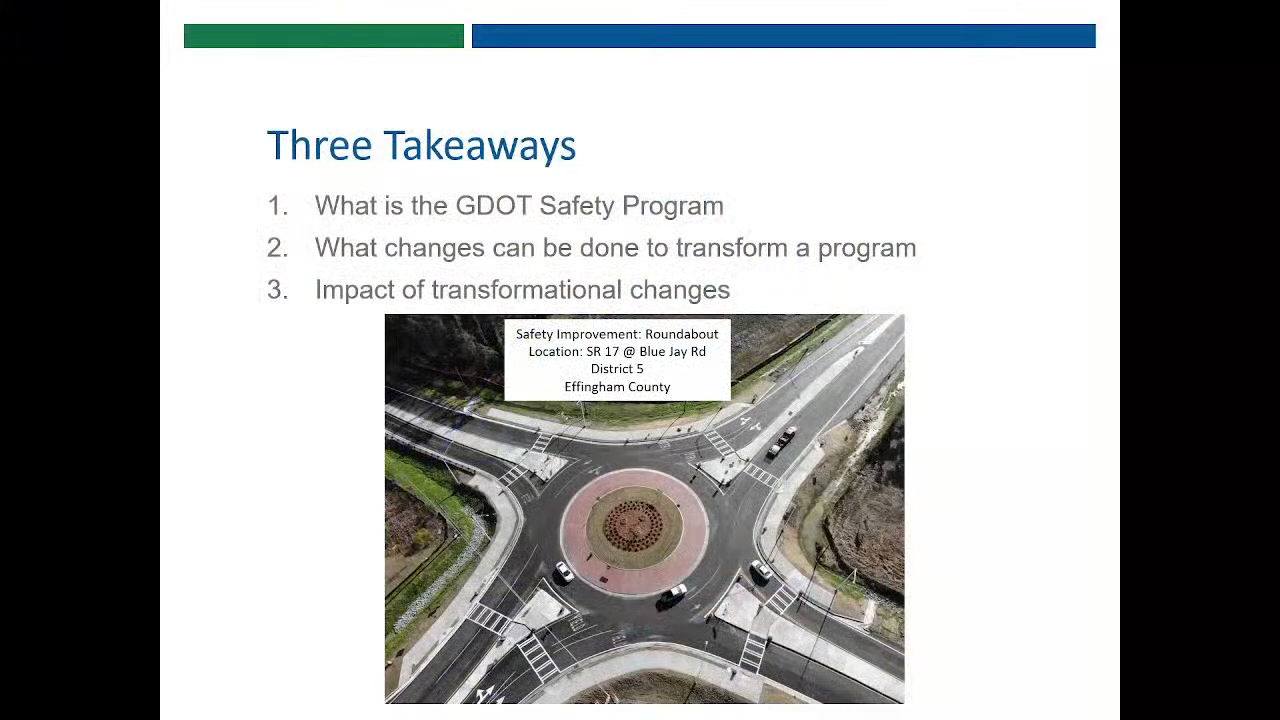 Three Takeaways
1. What is the GDOT Safety Program
2. What changes can be done to transform a program
3. Impact of transformational changes
Safety Improvement: Roundabout
Location: SR 17 @ Blue Jay Rd
District 5
Effingham County